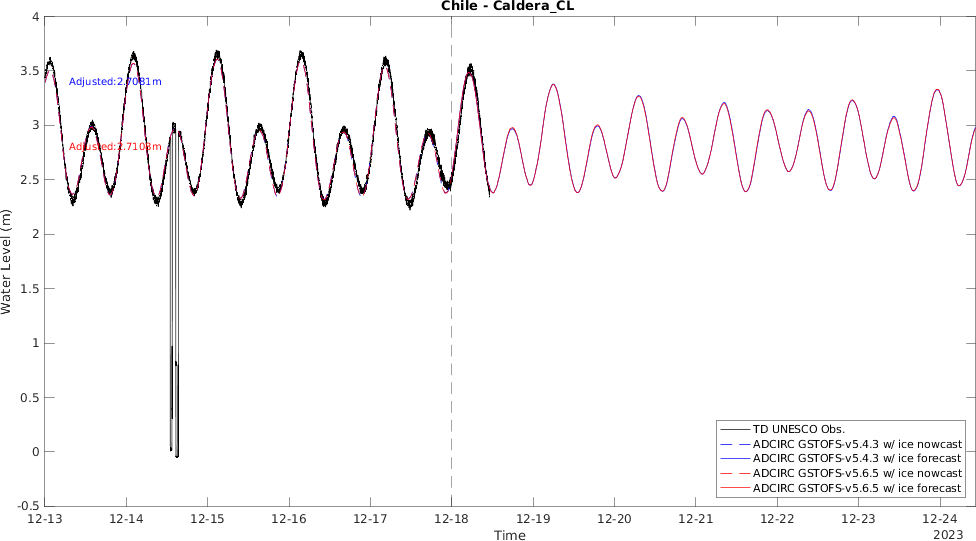 Chile - Caldera_CL
4
3.5
3
2.5
2
1.5
1
0.5
0
-0.5
Water Level (m)
Adjusted:2.7081m
Adjusted:2.7103m
TD UNESCO Obs.
ADCIRC GSTOFS-v5.4.3 w/ ice nowcast
ADCIRC GSTOFS-v5.4.3 w/ ice forecast
ADCIRC GSTOFS-v5.6.5 w/ ice nowcast
ADCIRC GSTOFS-v5.6.5 w/ ice forecast
12-13 12-14 12-15 12-16 12-17 12-18 12-19 12-20 12-21 12-22 12-23 12-24
Time
2023